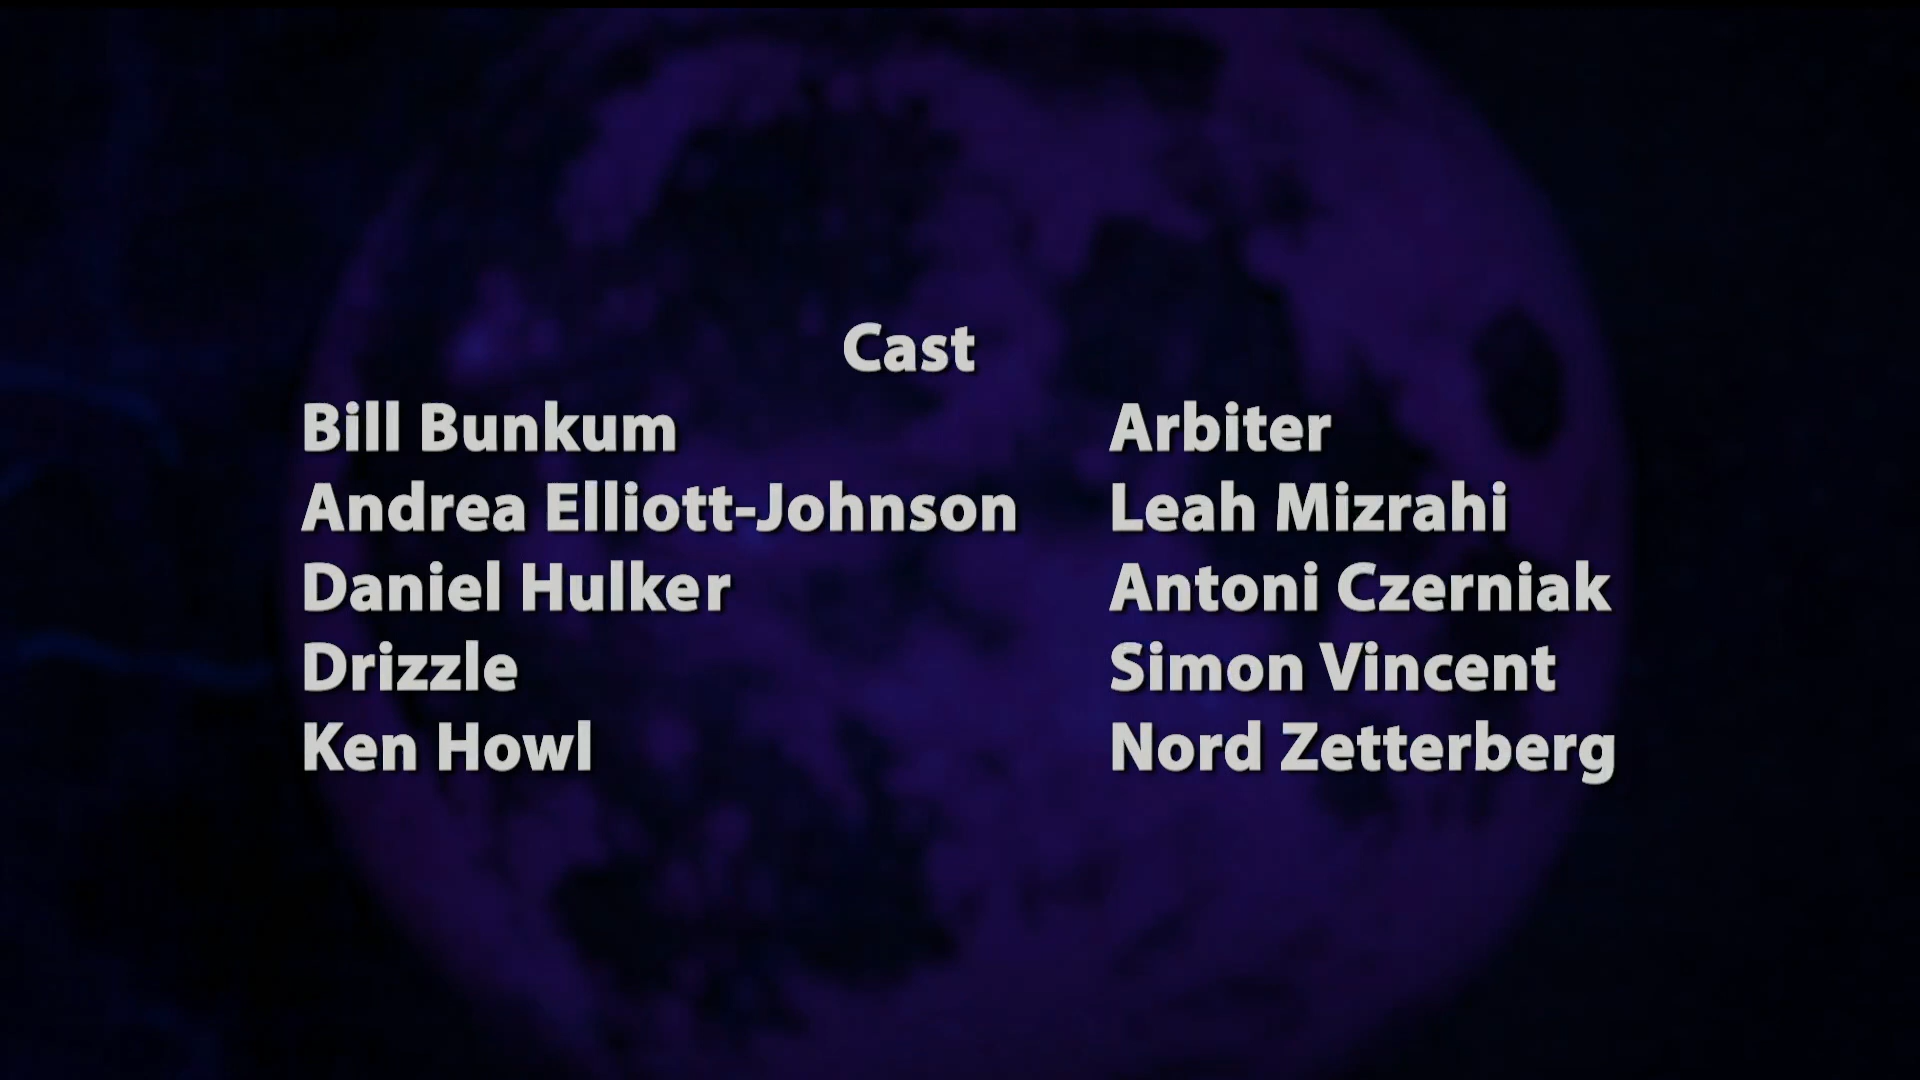 Cast
Bill Bunkum
Arbiter
Andrea Elliott-Johnson
Leah Mizrahi
Daniel Hulker
Antoni Czerniak
Drizzle
Simon Vincent
Ken Howl
Nord Zetterberg